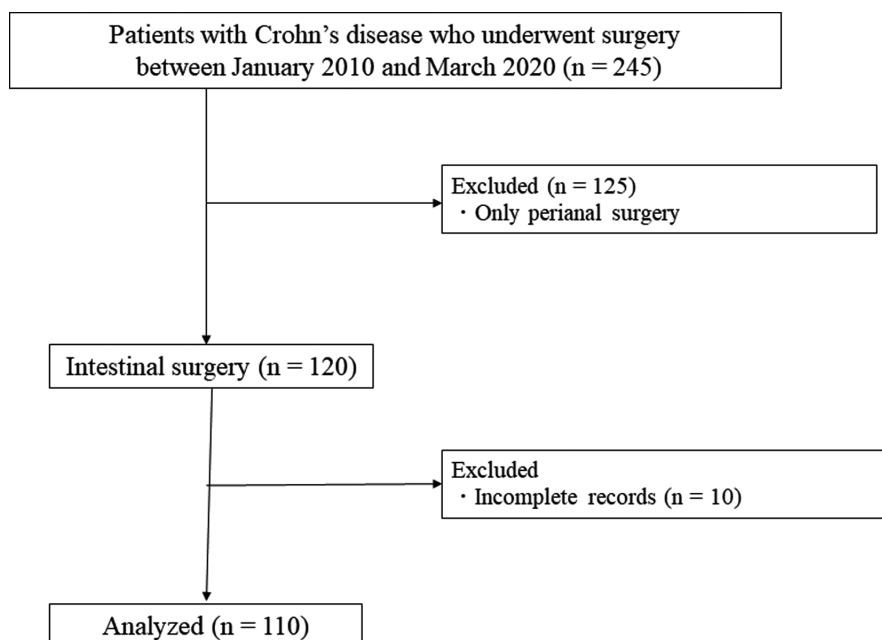 Patients with Crohn’s disease who underwent surgery
between January 2010 and March 2020 (n = 245)
Excluded (n = 125)
・Only perianal surgery
Intestinal surgery (n = 120)
Excluded
・Incomplete records (n = 10)
Analyzed (n = 110)